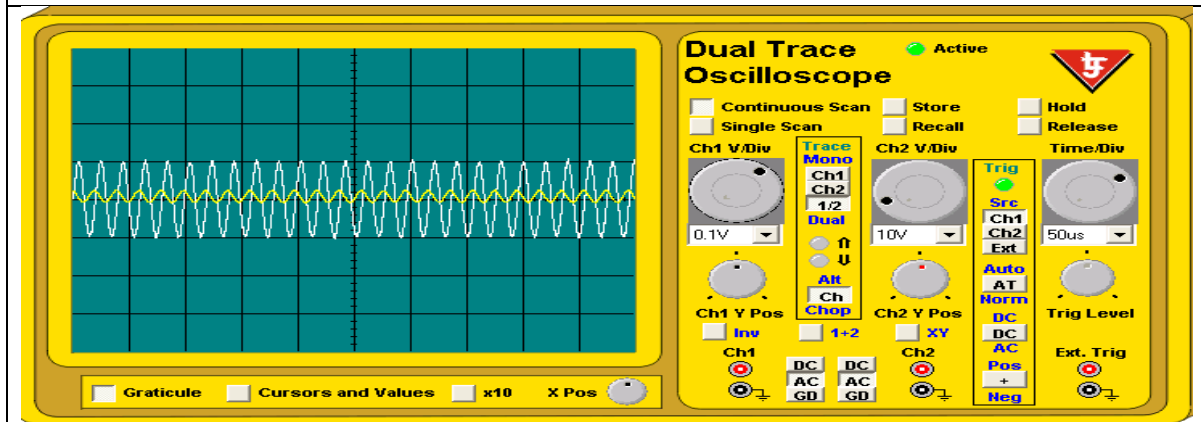 Dual Trace
Oscilloscope
Active
Continuous Scan
Store
Hold
Single Scan
Recall
Release
Ch1 V/Div
Trace
Mono
Ch1
Ch2
1/2
Dual
Alt
Ch
Chop
Ch2 V/Div
Trig
Src
Ch1
Ch2
Ext
Auto
AT
Norm
DC
DC
AC
Pos
+
Neg
Time/Div
0.1V
10V
50us
Ch1 Y Pos
Ch2 Y Pos
Trig Level
Inv
1+2
XY
Ch1
DC
AC
GD
DC
AC
GD
Ch2
Ext. Trig
Graticule
Cursors and Values
x10
X Pos